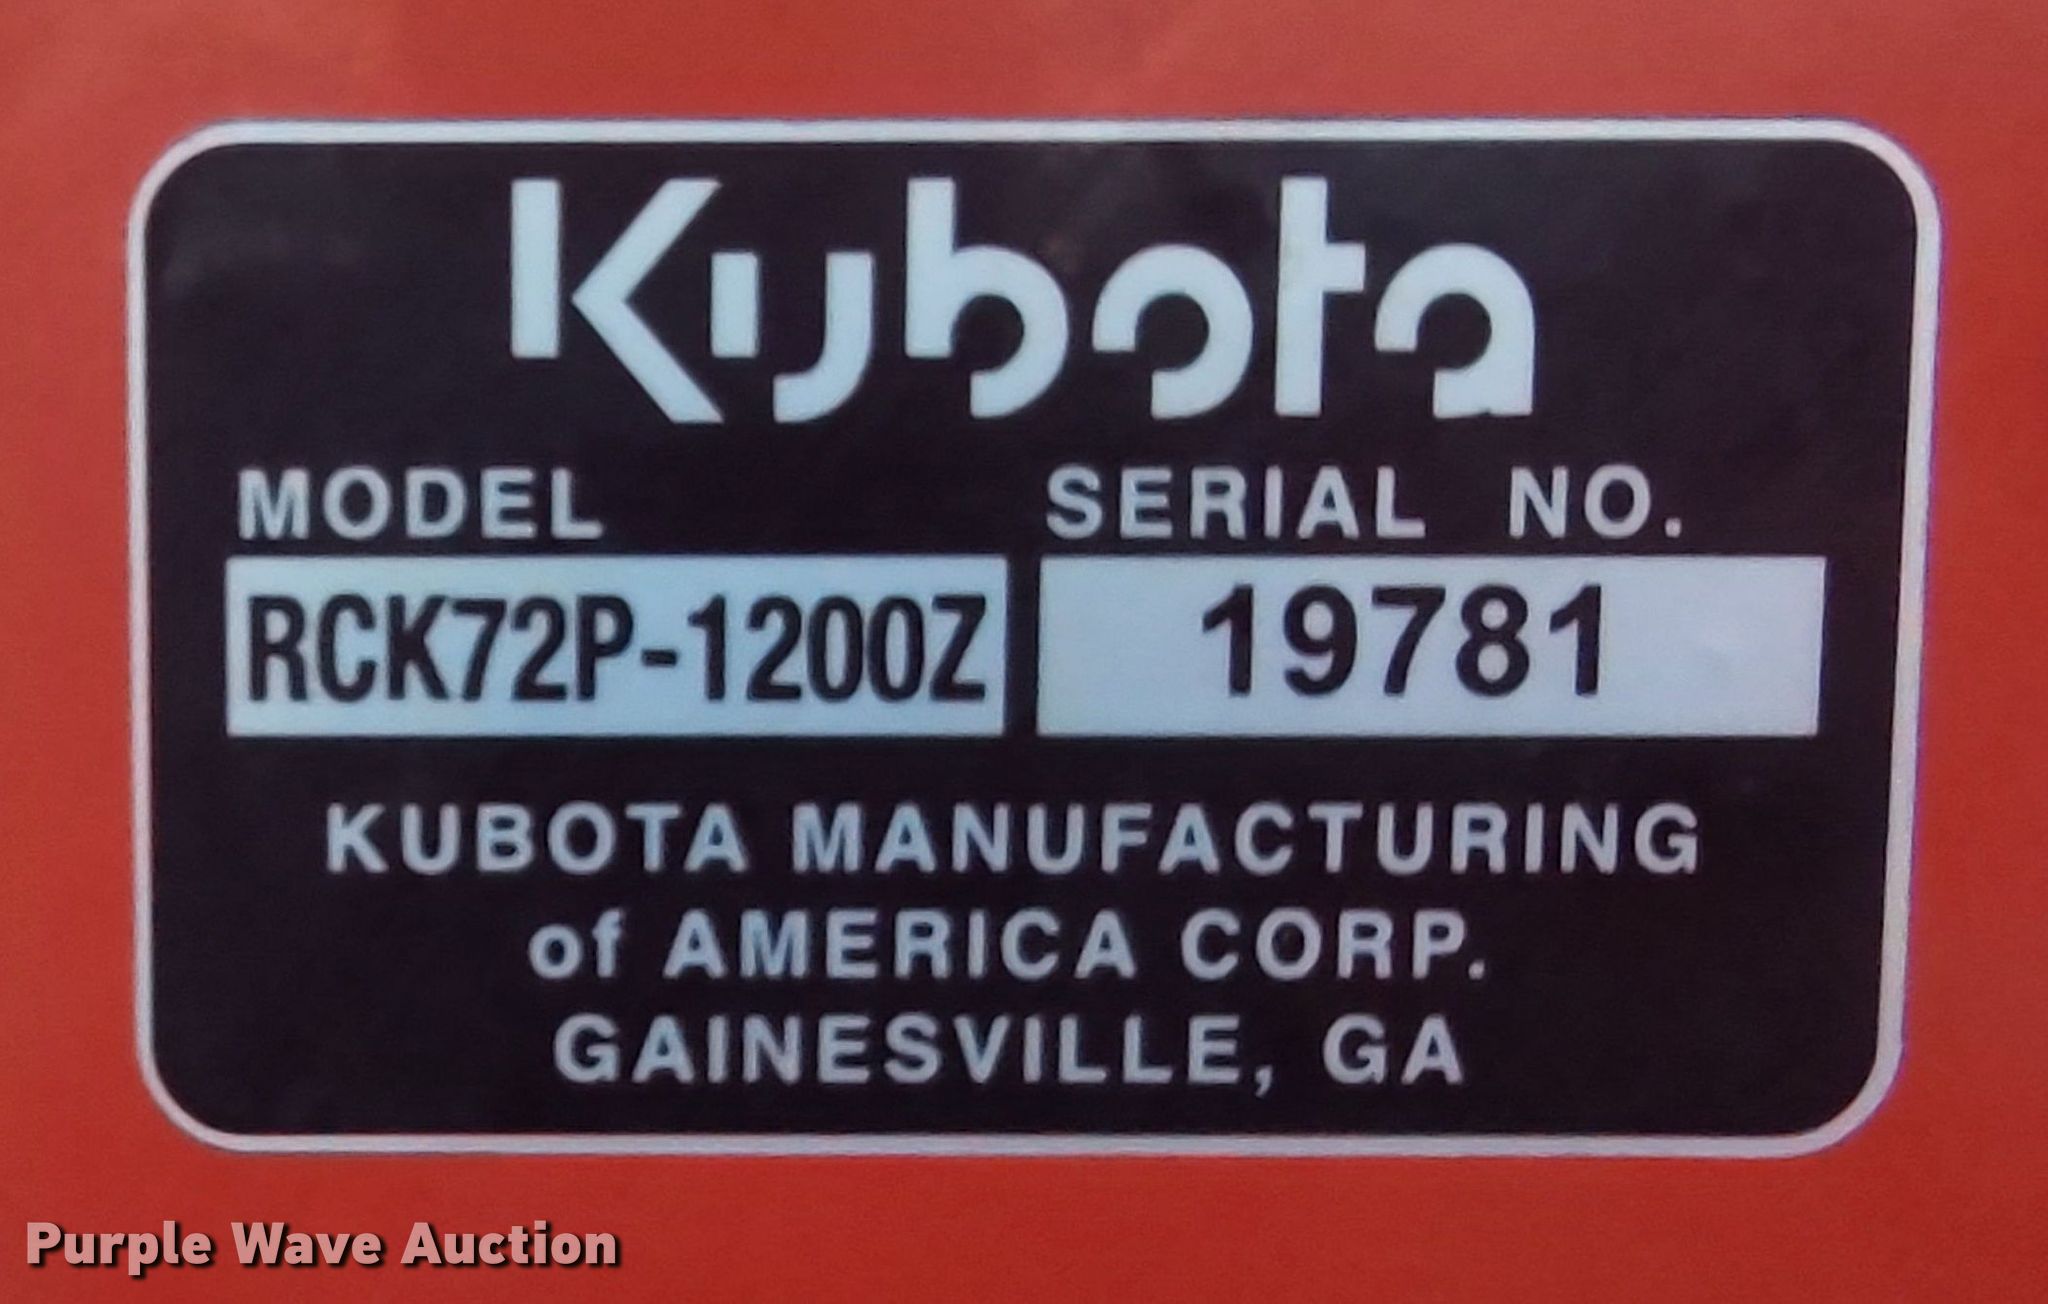 Kubota
MODEL SERIAL NO.
RCK72P-1200Z 19781
KUBOTA MANUFACTURING
of AMERICA CORP.
GAINESVILLE, GA
Purple Wave Auction